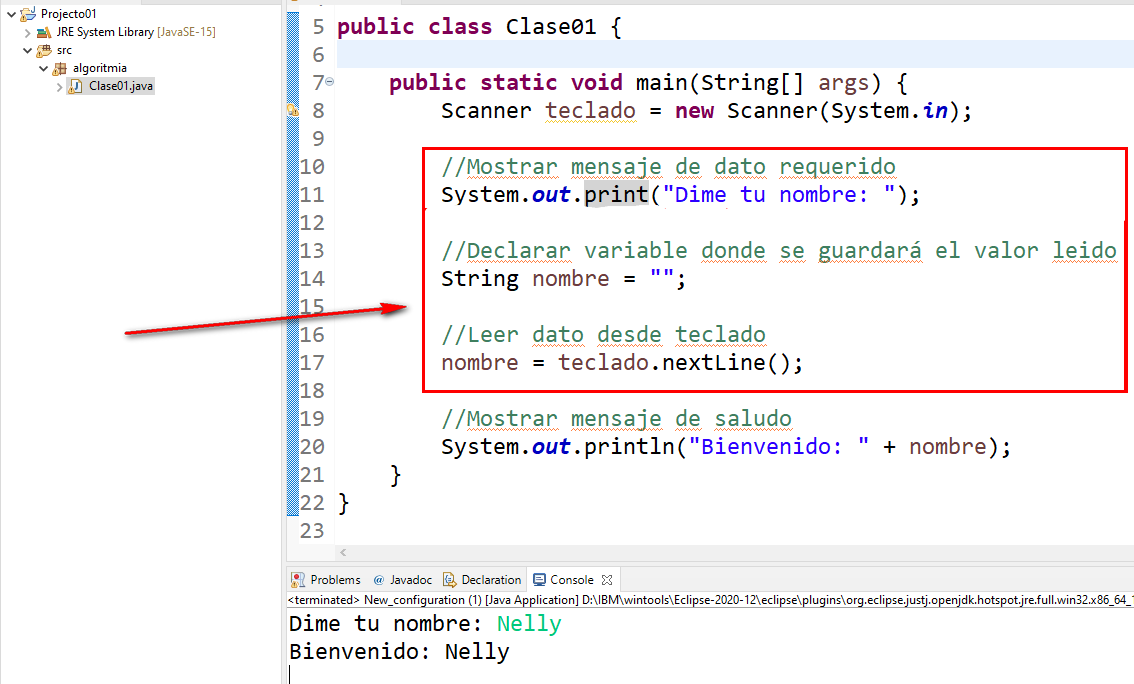 Projecto01
JRE System Library [JavaSE-15]
src
algoritmia
Clase01.java
5 public class Clase01 {
6
7 public static void main(String[] args) {
8 Scanner teclado = new Scanner(System.in);
9
10 //Mostrar mensaje de dato requerido
11 System.out.print("Dime tu nombre: ");
12
13 //Declarar variable donde se guardará el valor leido
14 String nombre = "";
15
16 //Leer dato desde teclado
17 nombre = teclado.nextLine();
18
19 //Mostrar mensaje de saludo
20 System.out.println("Bienvenido: " + nombre);
21 }
22 }
23
Problems @ Javadoc Declaration Console
<terminated> New_configuration (1) [Java Application] D:\IBM\wintools\Eclipse-2020-12\eclipse\plugins\org.eclipse.justj.openjdk.hotspot.jre.full.win32.x86_64_
Dime tu nombre: Nelly
Bienvenido: Nelly